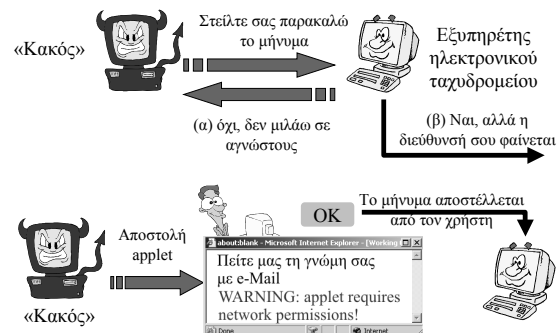 «Κακός»
Στείλτε σας παρακαλώ
το μήνυμα
Εξυπηρέτης
ηλεκτρονικού
ταχυδρομείου
(α) όχι, δεν μιλάω σε
αγνώστους
(β) Ναι, αλλά η
διεύθυνσή σου φαίνεται
«Κακός»
Αποστολή
applet
about:blank - Microsoft Internet Explorer - [Working
Πείτε μας τη γνώμη σας
με e-Mail
WARNING: applet requires
network permissions!
Done
Internet
OK
Το μήνυμα αποστέλλεται
από τον χρήστη